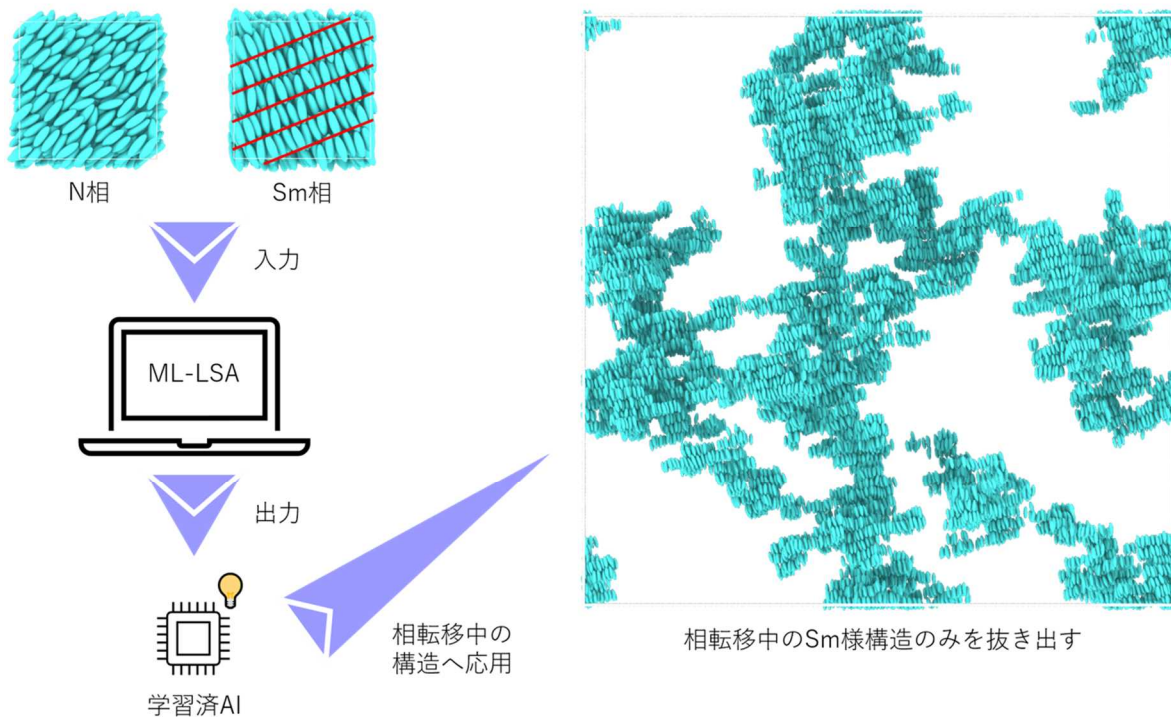 N相
Sm相
入力
ML-LSA
出力
相転移中の
構造へ応用
学習済AI
相転移中のSm様構造のみを抜き出す